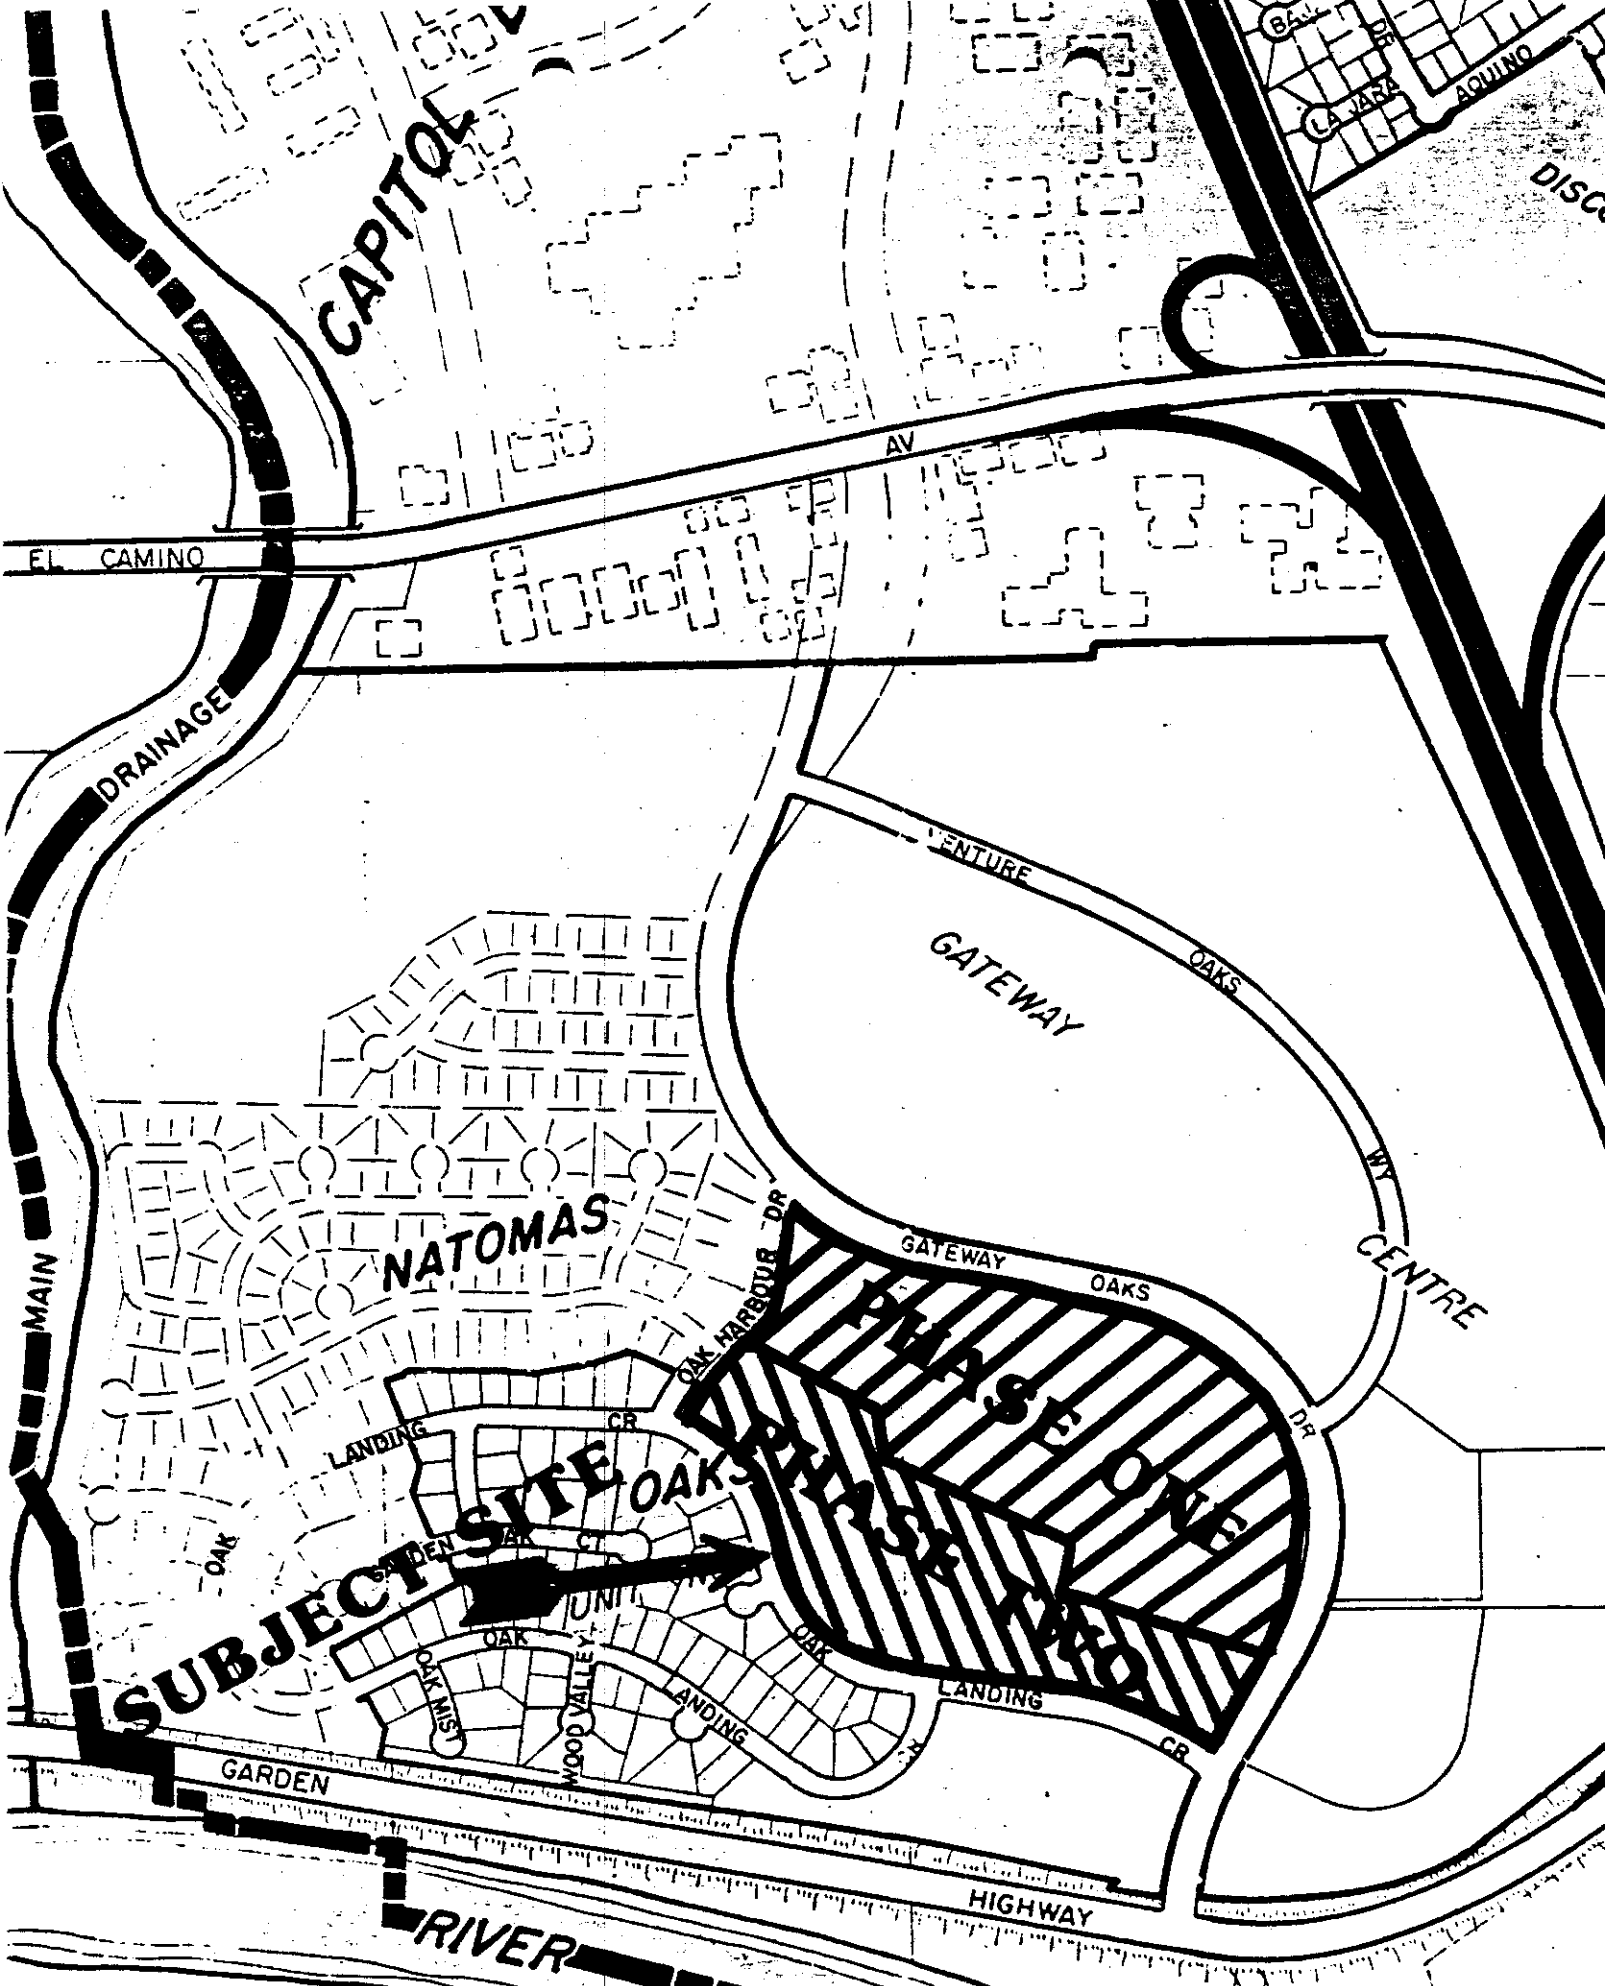 DR
LA JARA
AQUINO
CAPITOL
AV
EL CAMINO
DRAINAGE
VENTURE OAKS WY
GATEWAY CENTRE
NATOMAS OAKS
UNIT
MAIN
OAK HARBOUR DR
GATEWAY OAKS DR
PHASE ONE
PHASE TWO
LANDING CR
SUBJECT SITE
GARDEN OAK CT
OAK
OAK
OAK MIST
WOOD VALLEY
LANDING
OAK LANDING CR
GARDEN HIGHWAY
RIVER